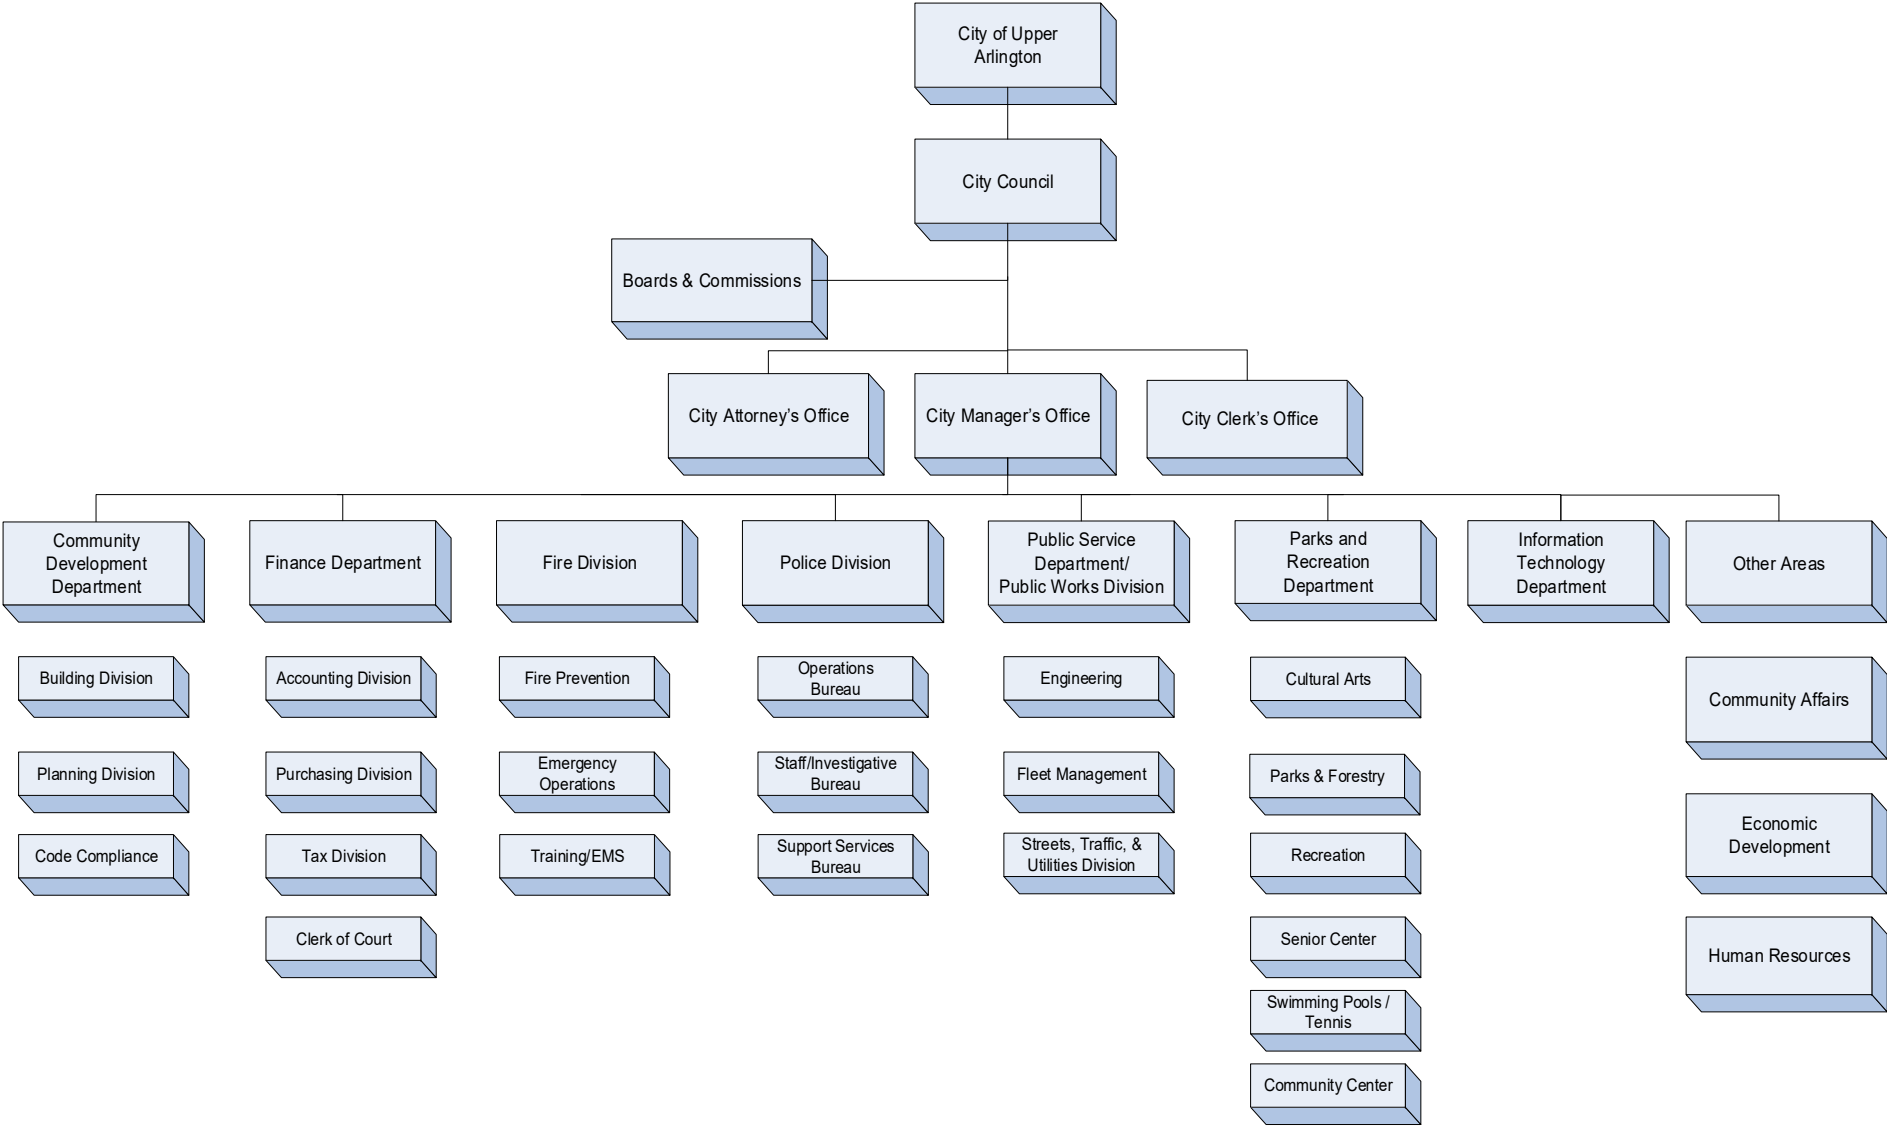 City of Upper
Arlington
City Council
Boards & Commissions
City Attorney’s Office
City Manager’s Office
City Clerk’s Office
Community
Development
Department
Finance Department
Fire Division
Police Division
Public Service
Department/
Public Works Division
Parks and
Recreation
Department
Information
Technology
Department
Other Areas
Building Division
Planning Division
Code Compliance
Accounting Division
Purchasing Division
Tax Division
Clerk of Court
Fire Prevention
Emergency
Operations
Training/EMS
Operations
Bureau
Staff/Investigative
Bureau
Support Services
Bureau
Engineering
Fleet Management
Streets, Traffic, &
Utilities Division
Cultural Arts
Parks & Forestry
Recreation
Senior Center
Swimming Pools /
Tennis
Community Center
Community Affairs
Economic
Development
Human Resources